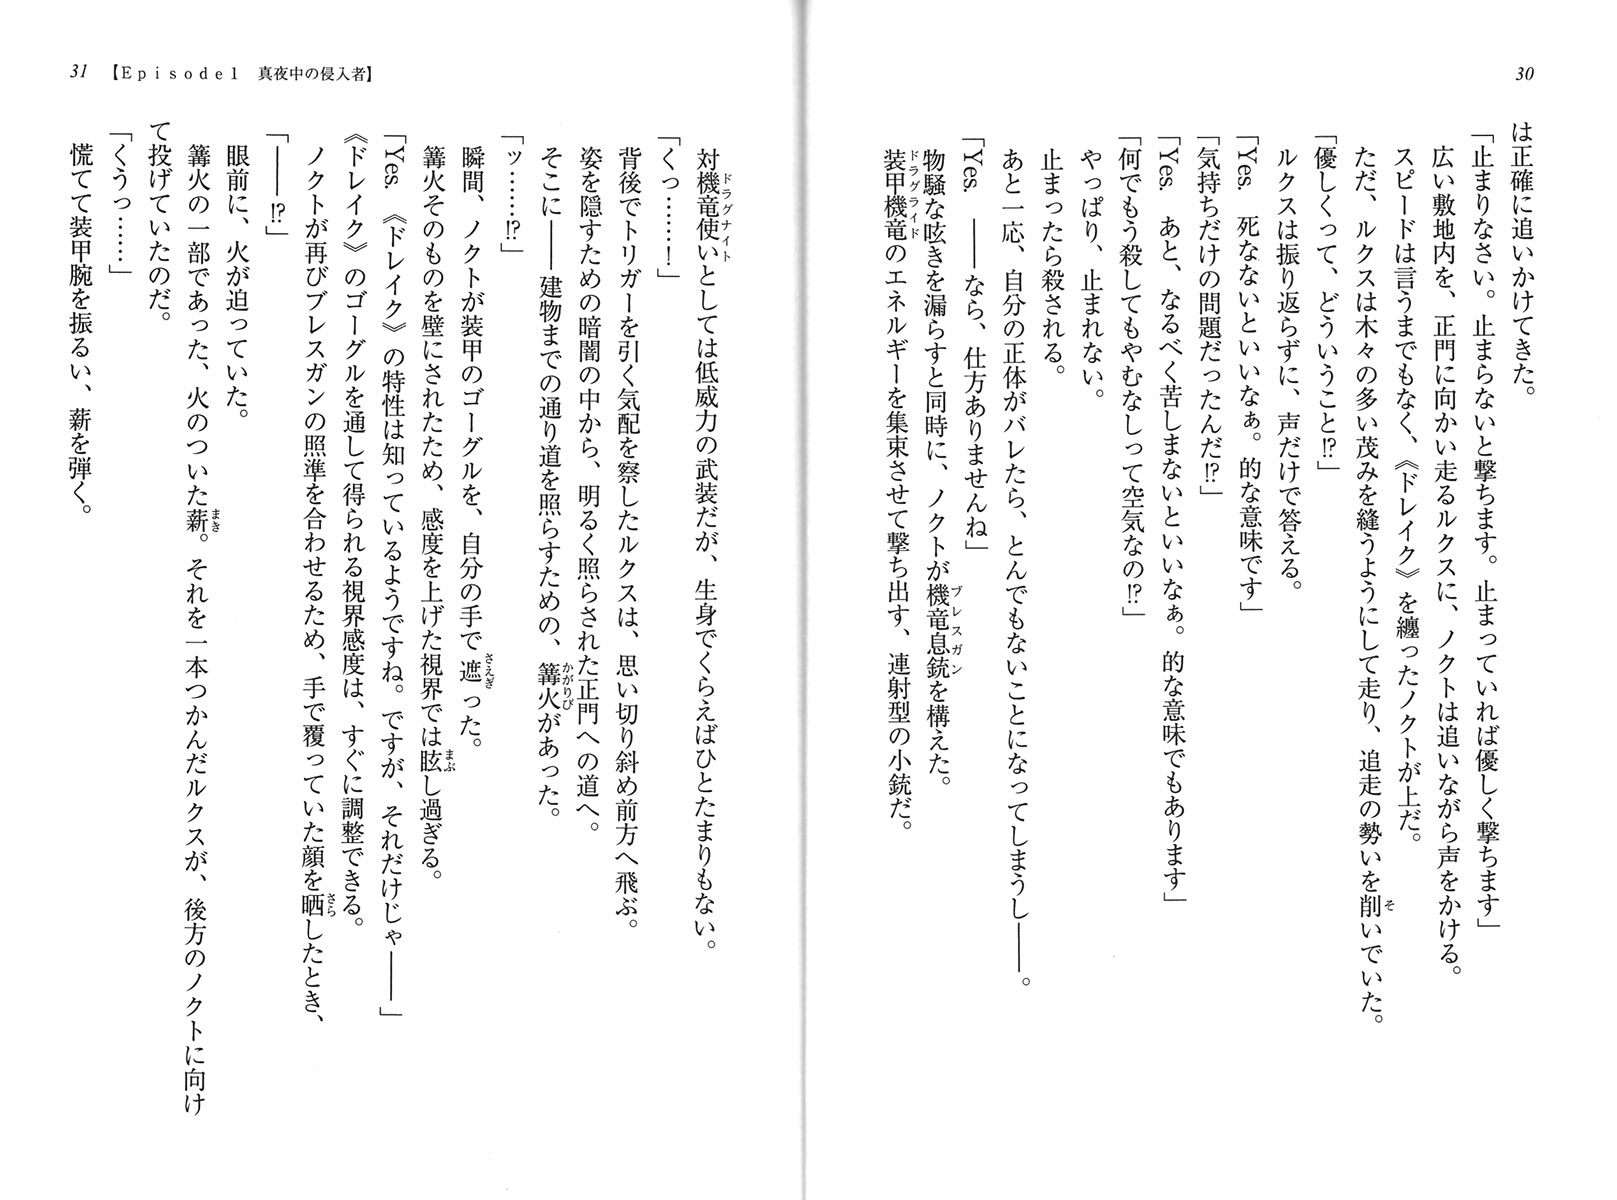 30
は正確に追いかけてきた。
「止まりなさい。止まらないと撃ちます。止まっていれば優しく撃ちます」
広い敷地内を、正門に向かい走るルクスに、ノクトは追いながら声をかける。
スピードは言うまでもなく、《ドレイク》を纏ったノクトが上だ。
ただ、ルクスは木々の多い茂みを縫うようにして走り、追走の勢いを削いでいた。
「優しくって、どういうこと!?」
ルクスは振り返らずに、声だけで答える。
「Yes. 死なないといいなぁ。的な意味です」
「気持ちだけの問題だったんだ!?」
「Yes. あと、なるべく苦しまないといいなぁ。的な意味でもあります」
「何でもう殺してもやむなしって空気なの!?」
やっぱり、止まれない。
止まったら殺される。
あと一応、自分の正体がバレたら、とんでもないことになってしまうし――。
「Yes. ――なら、仕方ありませんね」
物騒な呟きを漏らすと同時に、ノクトが機竜息銃を構えた。
装甲機竜のエネルギーを集束させて撃ち出す、連射型の小銃だ。
31 【Episode1 真夜中の侵入者】
対機竜使いとしては低威力の武装だが、生身でくらえばひとたまりもない。
「くっ……！」
背後でトリガーを引く気配を察したルクスは、思い切り斜め前方へ飛ぶ。
姿を隠すための暗闇の中から、明るく照らされた正門への道へ。
そこに――建物までの通り道を照らすための、篝火があった。
「ッ……!?」
瞬間、ノクトが装甲のゴーグルを、自分の手で遮った。
篝火そのものを壁にされたため、感度を上げた視界では眩し過ぎる。
「Yes. 《ドレイク》の特性は知っているようですね。ですが、それだけじゃ――」
《ドレイク》のゴーグルを通して得られる視界感度は、すぐに調整できる。
ノクトが再びブレスガンの照準を合わせるため、手で覆っていた顔を晒したとき、
「――!?」
眼前に、火が迫っていた。
篝火の一部であった、火のついた薪。それを一本つかんだルクスが、後方のノクトに向け
て投げていたのだ。
「くうっ……」
慌てて装甲腕を振るい、薪を弾く。